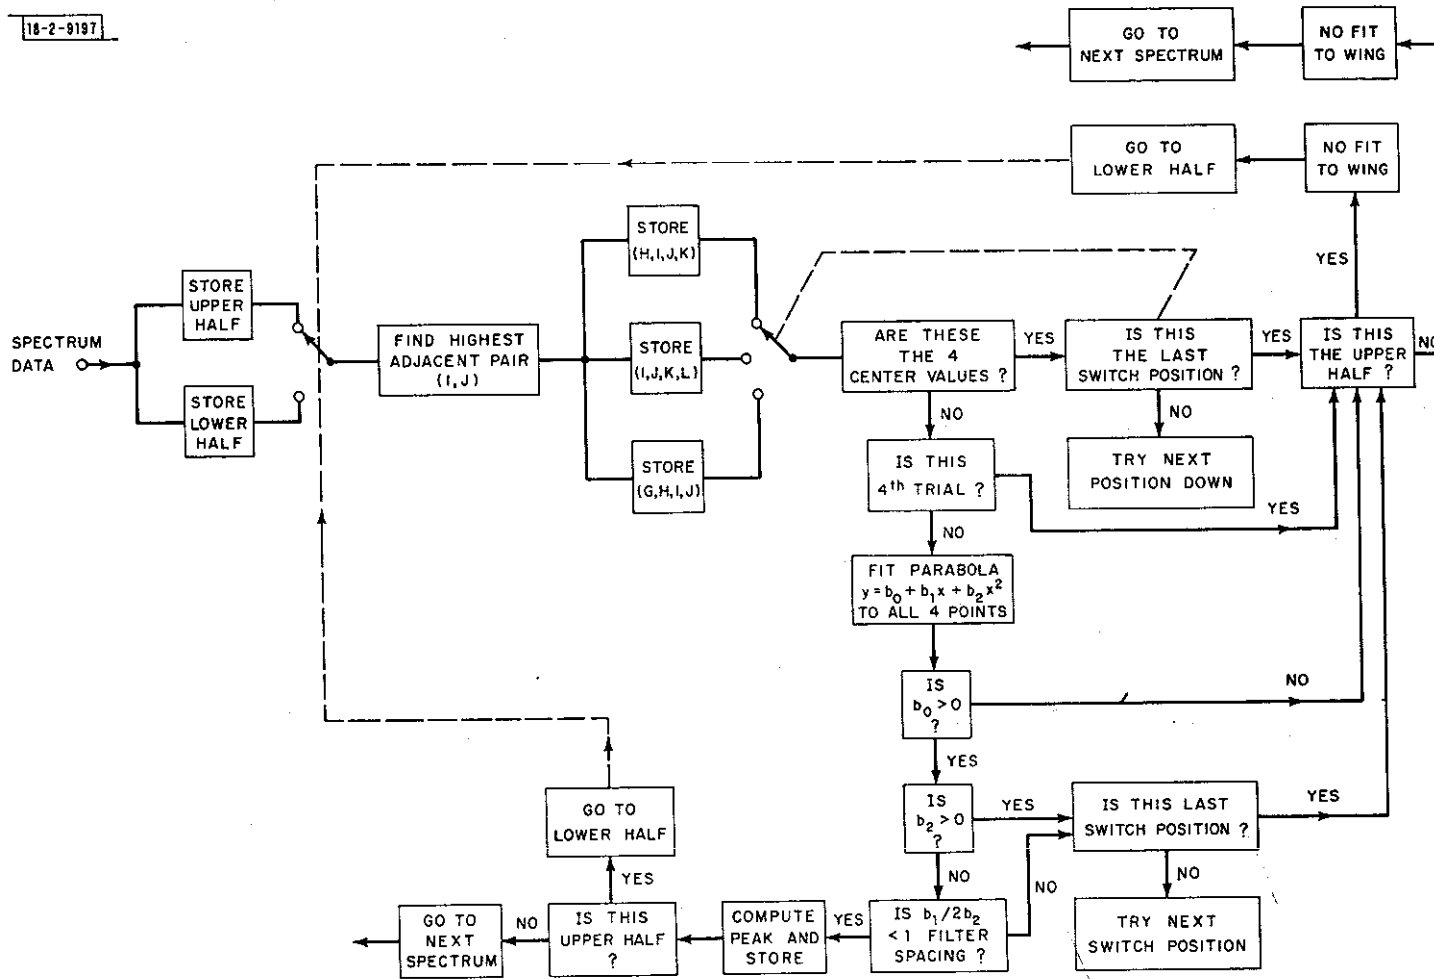 18-2-9197
GO TO
NEXT SPECTRUM
NO FIT
TO WING
GO TO
LOWER HALF
NO FIT
TO WING
YES
SPECTRUM
DATA
STORE
UPPER
HALF
STORE
LOWER
HALF
FIND HIGHEST
ADJACENT PAIR
(I,J)
STORE
(H,I,J,K)
STORE
(I,J,K,L)
STORE
(G,H,I,J)
ARE THESE
THE 4
CENTER VALUES ?
YES
IS THIS
THE LAST
SWITCH POSITION ?
YES
IS THIS
THE UPPER
HALF ?
NO
NO
NO
IS THIS
4th TRIAL ?
YES
TRY NEXT
POSITION DOWN
NO
FIT PARABOLA
y = b0 + b1x + b2x2
TO ALL 4 POINTS
IS
b0 > 0
?
NO
YES
IS
b2 > 0
?
YES
IS THIS LAST
SWITCH POSITION ?
YES
NO
NO
NO
TRY NEXT
SWITCH POSITION
IS b1/2b2
< 1 FILTER
SPACING ?
YES
COMPUTE
PEAK AND
STORE
IS THIS
UPPER HALF
?
YES
GO TO
LOWER HALF
NO
GO TO
NEXT
SPECTRUM